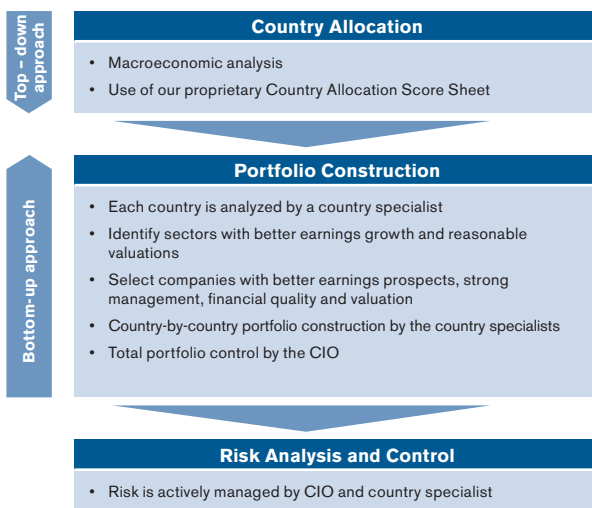 Top – down
approach
Country Allocation
• Macroeconomic analysis
• Use of our proprietary Country Allocation Score Sheet
Bottom-up approach
Portfolio Construction
• Each country is analyzed by a country specialist
• Identify sectors with better earnings growth and reasonable
valuations
• Select companies with better earnings prospects, strong
management, financial quality and valuation
• Country-by-country portfolio construction by the country specialists
• Total portfolio control by the CIO
Risk Analysis and Control
• Risk is actively managed by CIO and country specialist